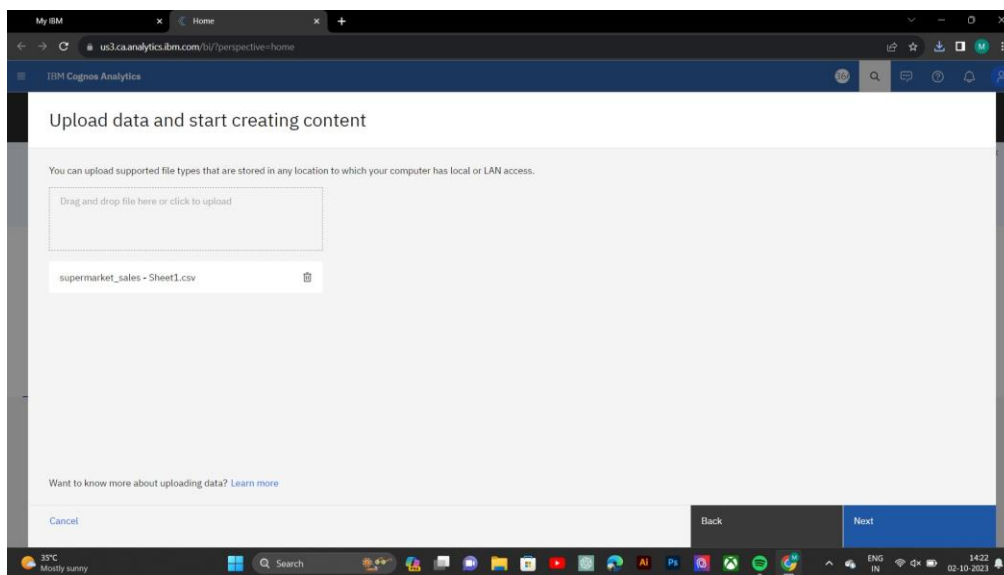 My IBM
Home
us3.ca.analytics.ibm.com/bi/?perspective=home
M
IBM Cognos Analytics
Upload data and start creating content
You can upload supported file types that are stored in any location to which your computer has local or LAN access.
Drag and drop file here or click to upload
supermarket_sales - Sheet1.csv
Want to know more about uploading data? Learn more
Cancel
Back
Next
35°C
Mostly sunny
Search
Ai
Ps
ENG
IN
14:22
02-10-2023